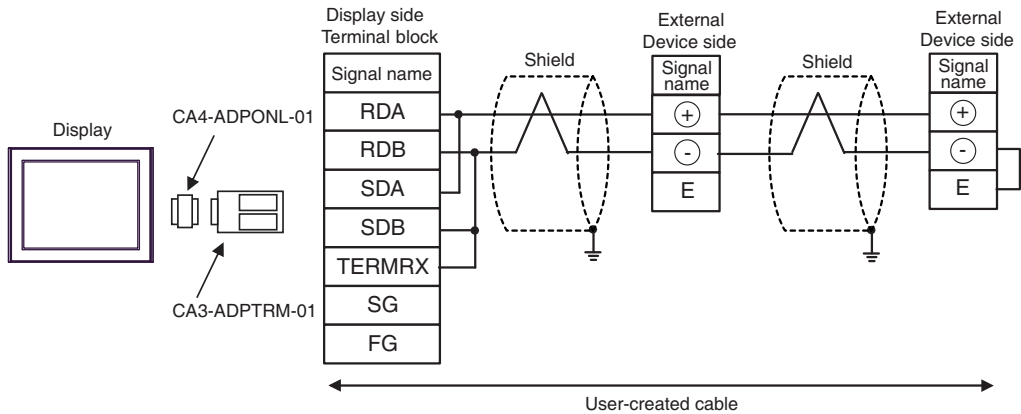 Display side
Terminal block
External
Device side
External
Device side
Signal name
Shield
Signal
name
Shield
Signal
name
CA4-ADPONL-01
Display
RDA
RDB
SDA
SDB
TERMRX
SG
FG
+
-
E
+
-
E
CA3-ADPTRM-01
User-created cable